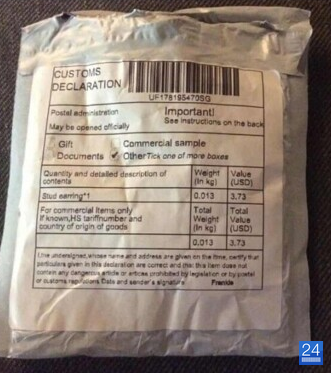 CUSTOMS
DECLARATION
UF178195470SG
Postal administration
Important!
See instructions on the back
May be opened officially
Gift
Commercial sample
Documents ✔ Other Tick one of more boxes
Quantity and detailed description of
contents
Weight
(in kg)
Value
(USD)
Stud earring*1
0.013
3.73
For commercial items only
If known,HS tariffnumber and
country of origin of goods
Total
Weight
(in kg)
Total
Value
(USD)
0.013
3.73
I,the undersigned,whose name and address are given on the time, certify that
particulars given in this declaration are correct and that this item does not
contain any dangerous article or articles prohibited by legislation or by postal
or customs regulations Date and sender's signature
Frankie
24